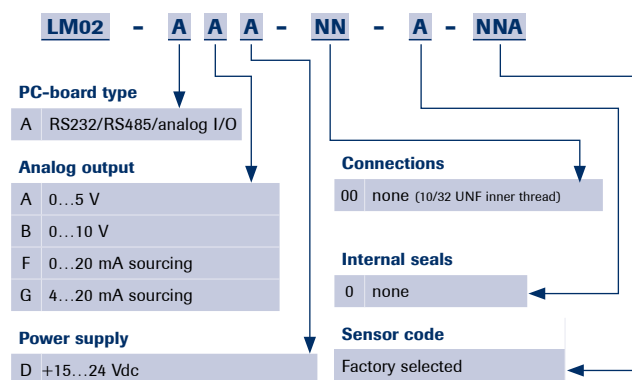 LM02 - A A A - NN - A - NNA
PC-board type
A RS232/RS485/analog I/O
Analog output
A 0...5 V
B 0...10 V
F 0...20 mA sourcing
G 4...20 mA sourcing
Power supply
D +15...24 Vdc
Connections
00 none (10/32 UNF inner thread)
Internal seals
0 none
Sensor code
Factory selected